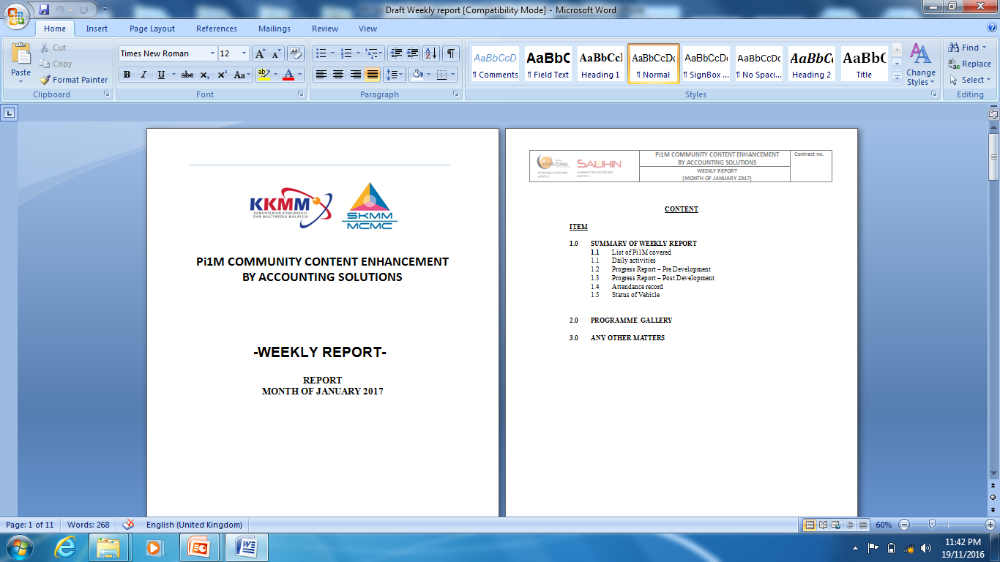 Draft Weekly report [Compatibility Mode] - Microsoft Word
Home Insert Page Layout References Mailings Review View
Paste
Cut
Copy
Format Painter
Clipboard
Times New Roman 12
B I U abc x₂ x² Aa
Font
Paragraph
AaBbCcD AaBbC AaBbCcI AaBbCcDc AaBbCcDc AaBbCcDc AaBbCc AaBbC
¶ Comments ¶ Field Text Heading 1 ¶ Normal ¶ SignBox ... ¶ No Spaci... Heading 2 Title
Change
Styles
Styles
Find
Replace
Select
Editing
KKMM
KEMENTERIAN KOMUNIKASI
DAN MULTIMEDIA MALAYSIA
SKMM
MCMC
Pi1M COMMUNITY CONTENT ENHANCEMENT
BY ACCOUNTING SOLUTIONS
-WEEKLY REPORT-
REPORT
MONTH OF JANUARY 2017
MUTIARA
SALIHIN
Pi1M COMMUNITY CONTENT ENHANCEMENT
BY ACCOUNTING SOLUTIONS
WEEKLY REPORT
(MONTH OF JANUARY 2017)
Contract no.
CONTENT
ITEM
1.0 SUMMARY OF WEEKLY REPORT
1.1 List of Pi1M covered
1.1 Daily activities
1.2 Progress Report – Pre Development
1.3 Progress Report – Post Development
1.4 Attendance record
1.5 Status of Vehicle
2.0 PROGRAMME GALLERY
3.0 ANY OTHER MATTERS
Page: 1 of 11 Words: 268 English (United Kingdom) 60%
11:42 PM
19/11/2016